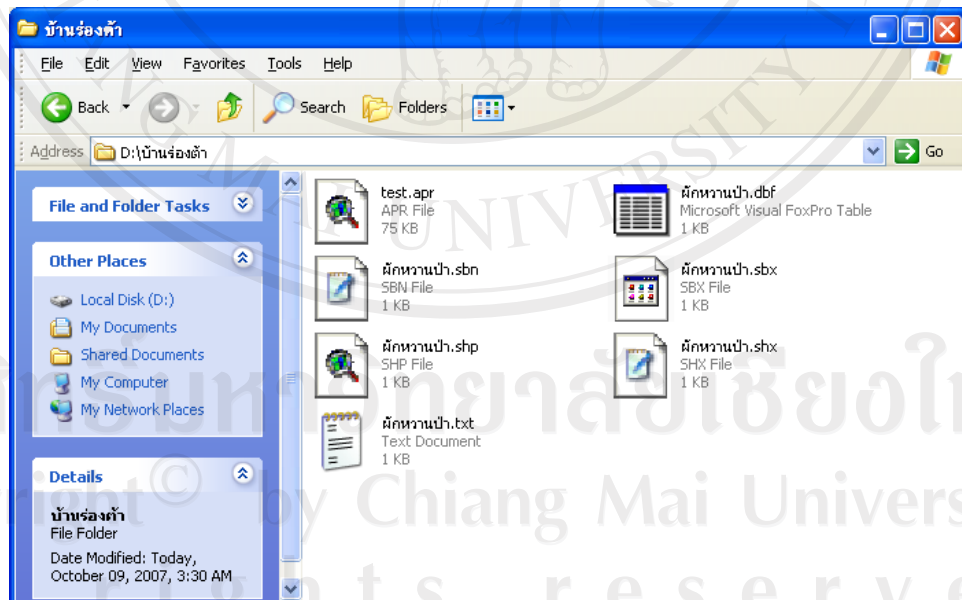 บ้านร่องต้า
File Edit View Favorites Tools Help
Back Search Folders
Address D:\บ้านร่องต้า Go
File and Folder Tasks
Other Places
Local Disk (D:)
My Documents
Shared Documents
My Computer
My Network Places
Details
บ้านร่องต้า
File Folder
Date Modified: Today,
October 09, 2007, 3:30 AM
test.apr
APR File
75 KB
ผักหวานป่า.dbf
Microsoft Visual FoxPro Table
1 KB
ผักหวานป่า.sbn
SBN File
1 KB
ผักหวานป่า.sbx
SBX File
1 KB
ผักหวานป่า.shp
SHP File
1 KB
ผักหวานป่า.shx
SHX File
1 KB
ผักหวานป่า.txt
Text Document
1 KB
by Chiang Mai